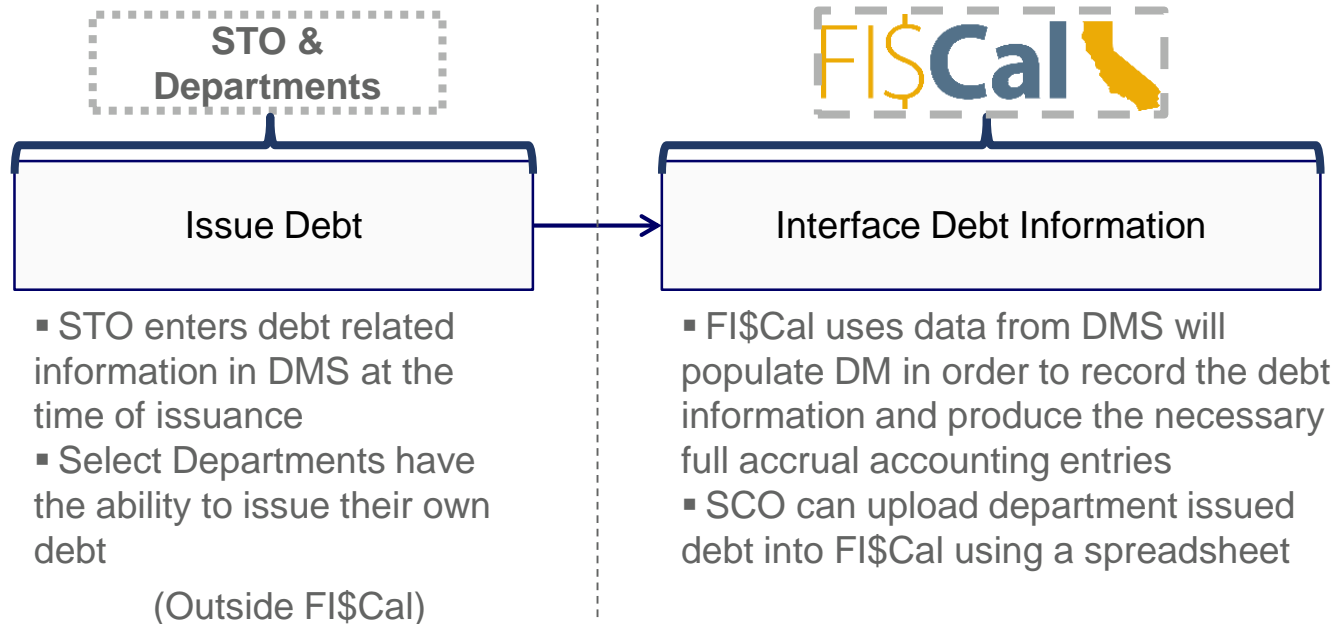 STO &
Departments
FI$Cal
Issue Debt
Interface Debt Information
▪ STO enters debt related
information in DMS at the
time of issuance
▪ Select Departments have
the ability to issue their own
debt
(Outside FI$Cal)
▪ FI$Cal uses data from DMS will
populate DM in order to record the debt
information and produce the necessary
full accrual accounting entries
▪ SCO can upload department issued
debt into FI$Cal using a spreadsheet